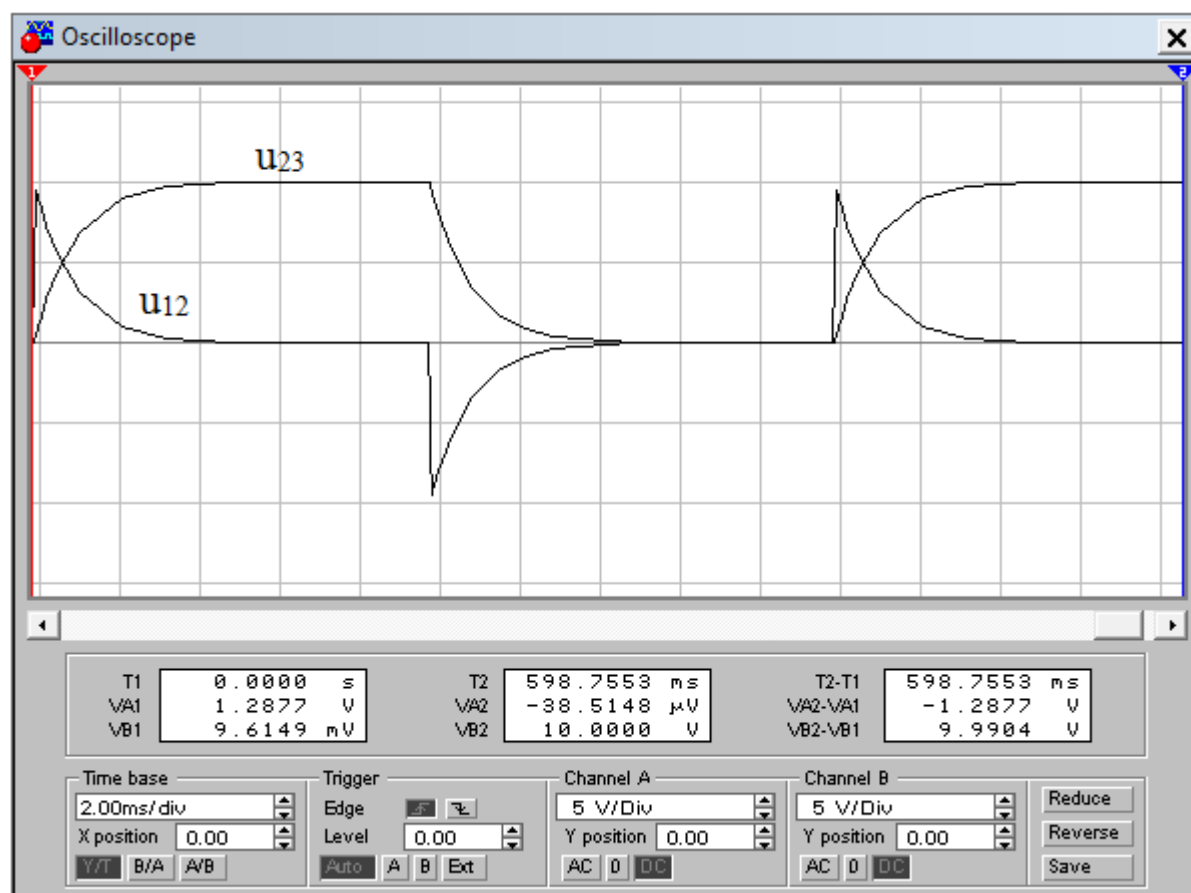 Oscilloscope
1 2
u23
u12
T1 0.0000 s T2 598.7553 ms T2-T1 598.7553 ms
VA1 1.2877 V VA2 -38.5148 µV VA2-VA1 -1.2877 V
VB1 9.6149 mV VB2 10.0000 V VB2-VB1 9.9904 V
Time base Trigger Channel A Channel B
2.00ms/div Edge 5 V/Div 5 V/Div Reduce
X position 0.00 Level 0.00 Y position 0.00 Y position 0.00 Reverse
Y/T B/A A/B Auto A B Ext AC 0 DC AC 0 DC Save